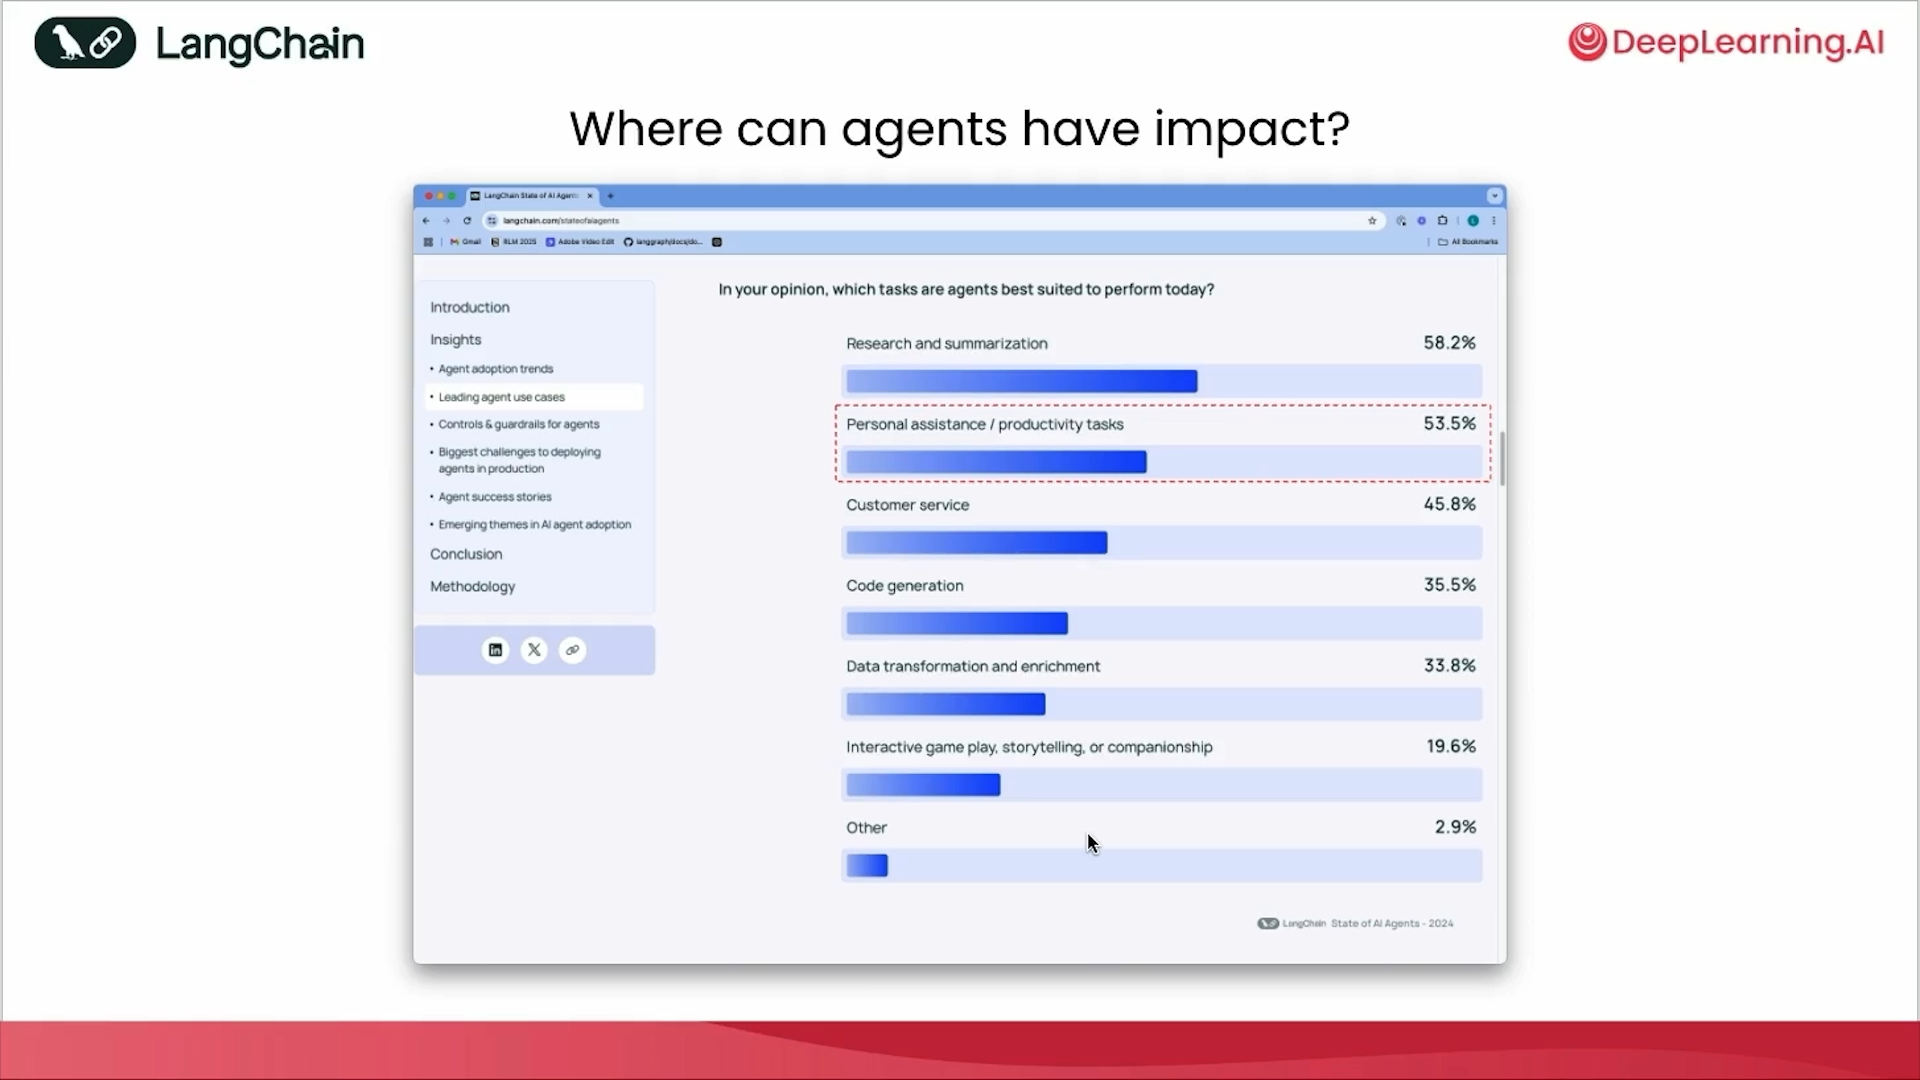 LangChain
DeepLearning.AI
Where can agents have impact?
LangChain State of AI Agents
langchain.com/stateofaiagents
Gmail
RLM 2025
Adobe Video Edit
langgraph/docs/do...
All Bookmarks
Introduction
Insights
• Agent adoption trends
• Leading agent use cases
• Controls & guardrails for agents
• Biggest challenges to deploying
agents in production
• Agent success stories
• Emerging themes in AI agent adoption
Conclusion
Methodology
In your opinion, which tasks are agents best suited to perform today?
Research and summarization 58.2%
Personal assistance / productivity tasks 53.5%
Customer service 45.8%
Code generation 35.5%
Data transformation and enrichment 33.8%
Interactive game play, storytelling, or companionship 19.6%
Other 2.9%
LangChain State of AI Agents - 2024